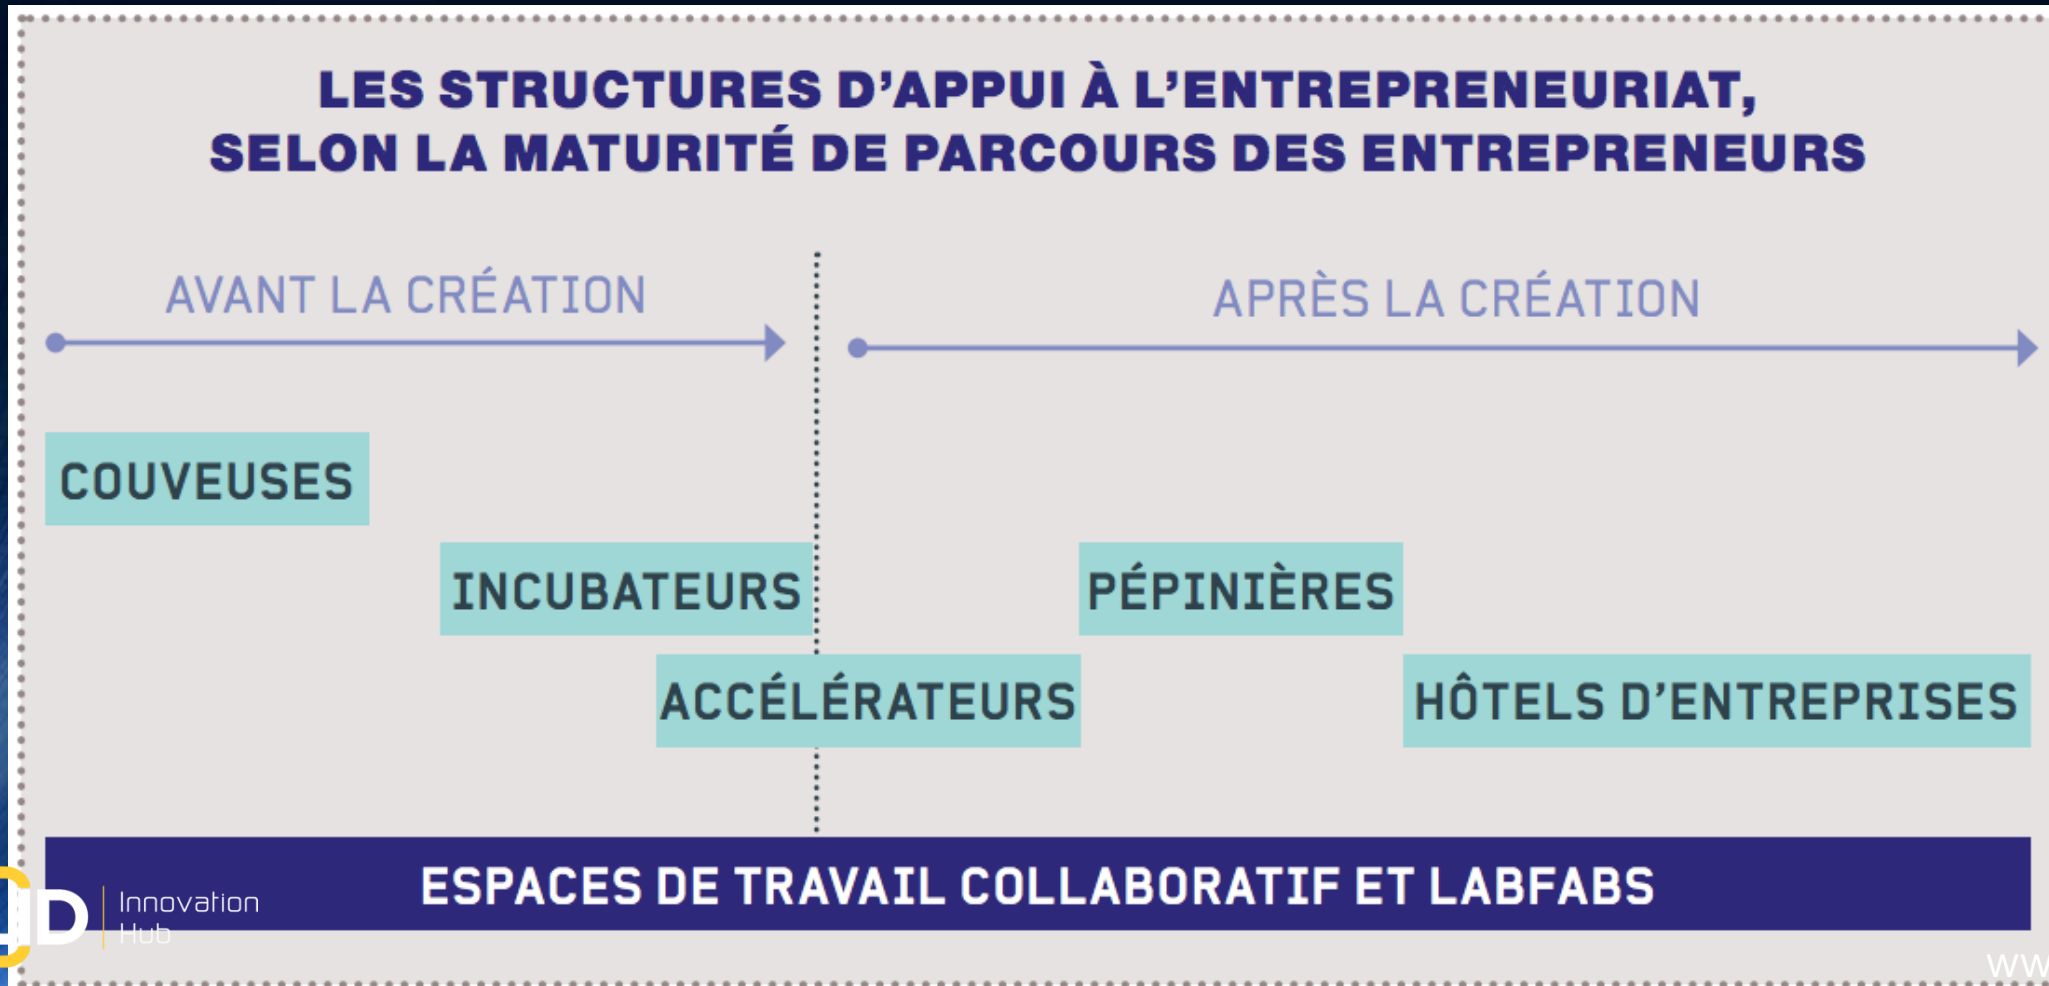 LES STRUCTURES D'APPUI À L'ENTREPRENEURIAT,
SELON LA MATURITÉ DE PARCOURS DES ENTREPRENEURS
AVANT LA CRÉATION
APRÈS LA CRÉATION
COUVEUSES
INCUBATEURS
PÉPINIÈRES
ACCÉLÉRATEURS
HÔTELS D'ENTREPRISES
ESPACES DE TRAVAIL COLLABORATIF ET LABFABS
Innovation
Hub